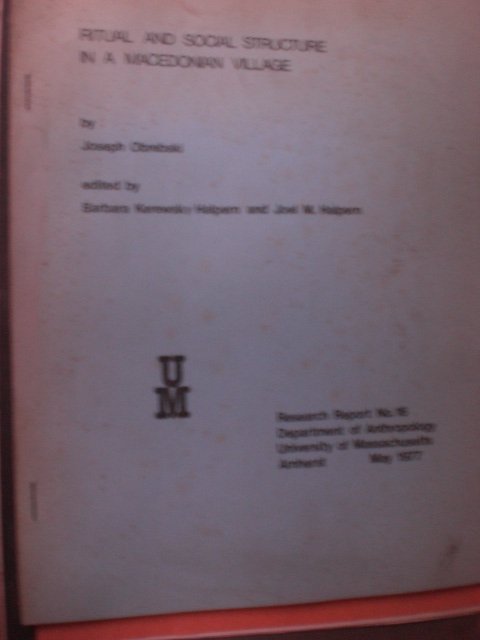 RITUAL AND SOCIAL STRUCTURE
IN A MACEDONIAN VILLAGE
by
Joseph Obrebski
edited by
Barbara Kerewsky Halpern and Joel W. Halpern
U
M
Research Report No. 16
Department of Anthropology
University of Massachusetts
Amherst May 1977